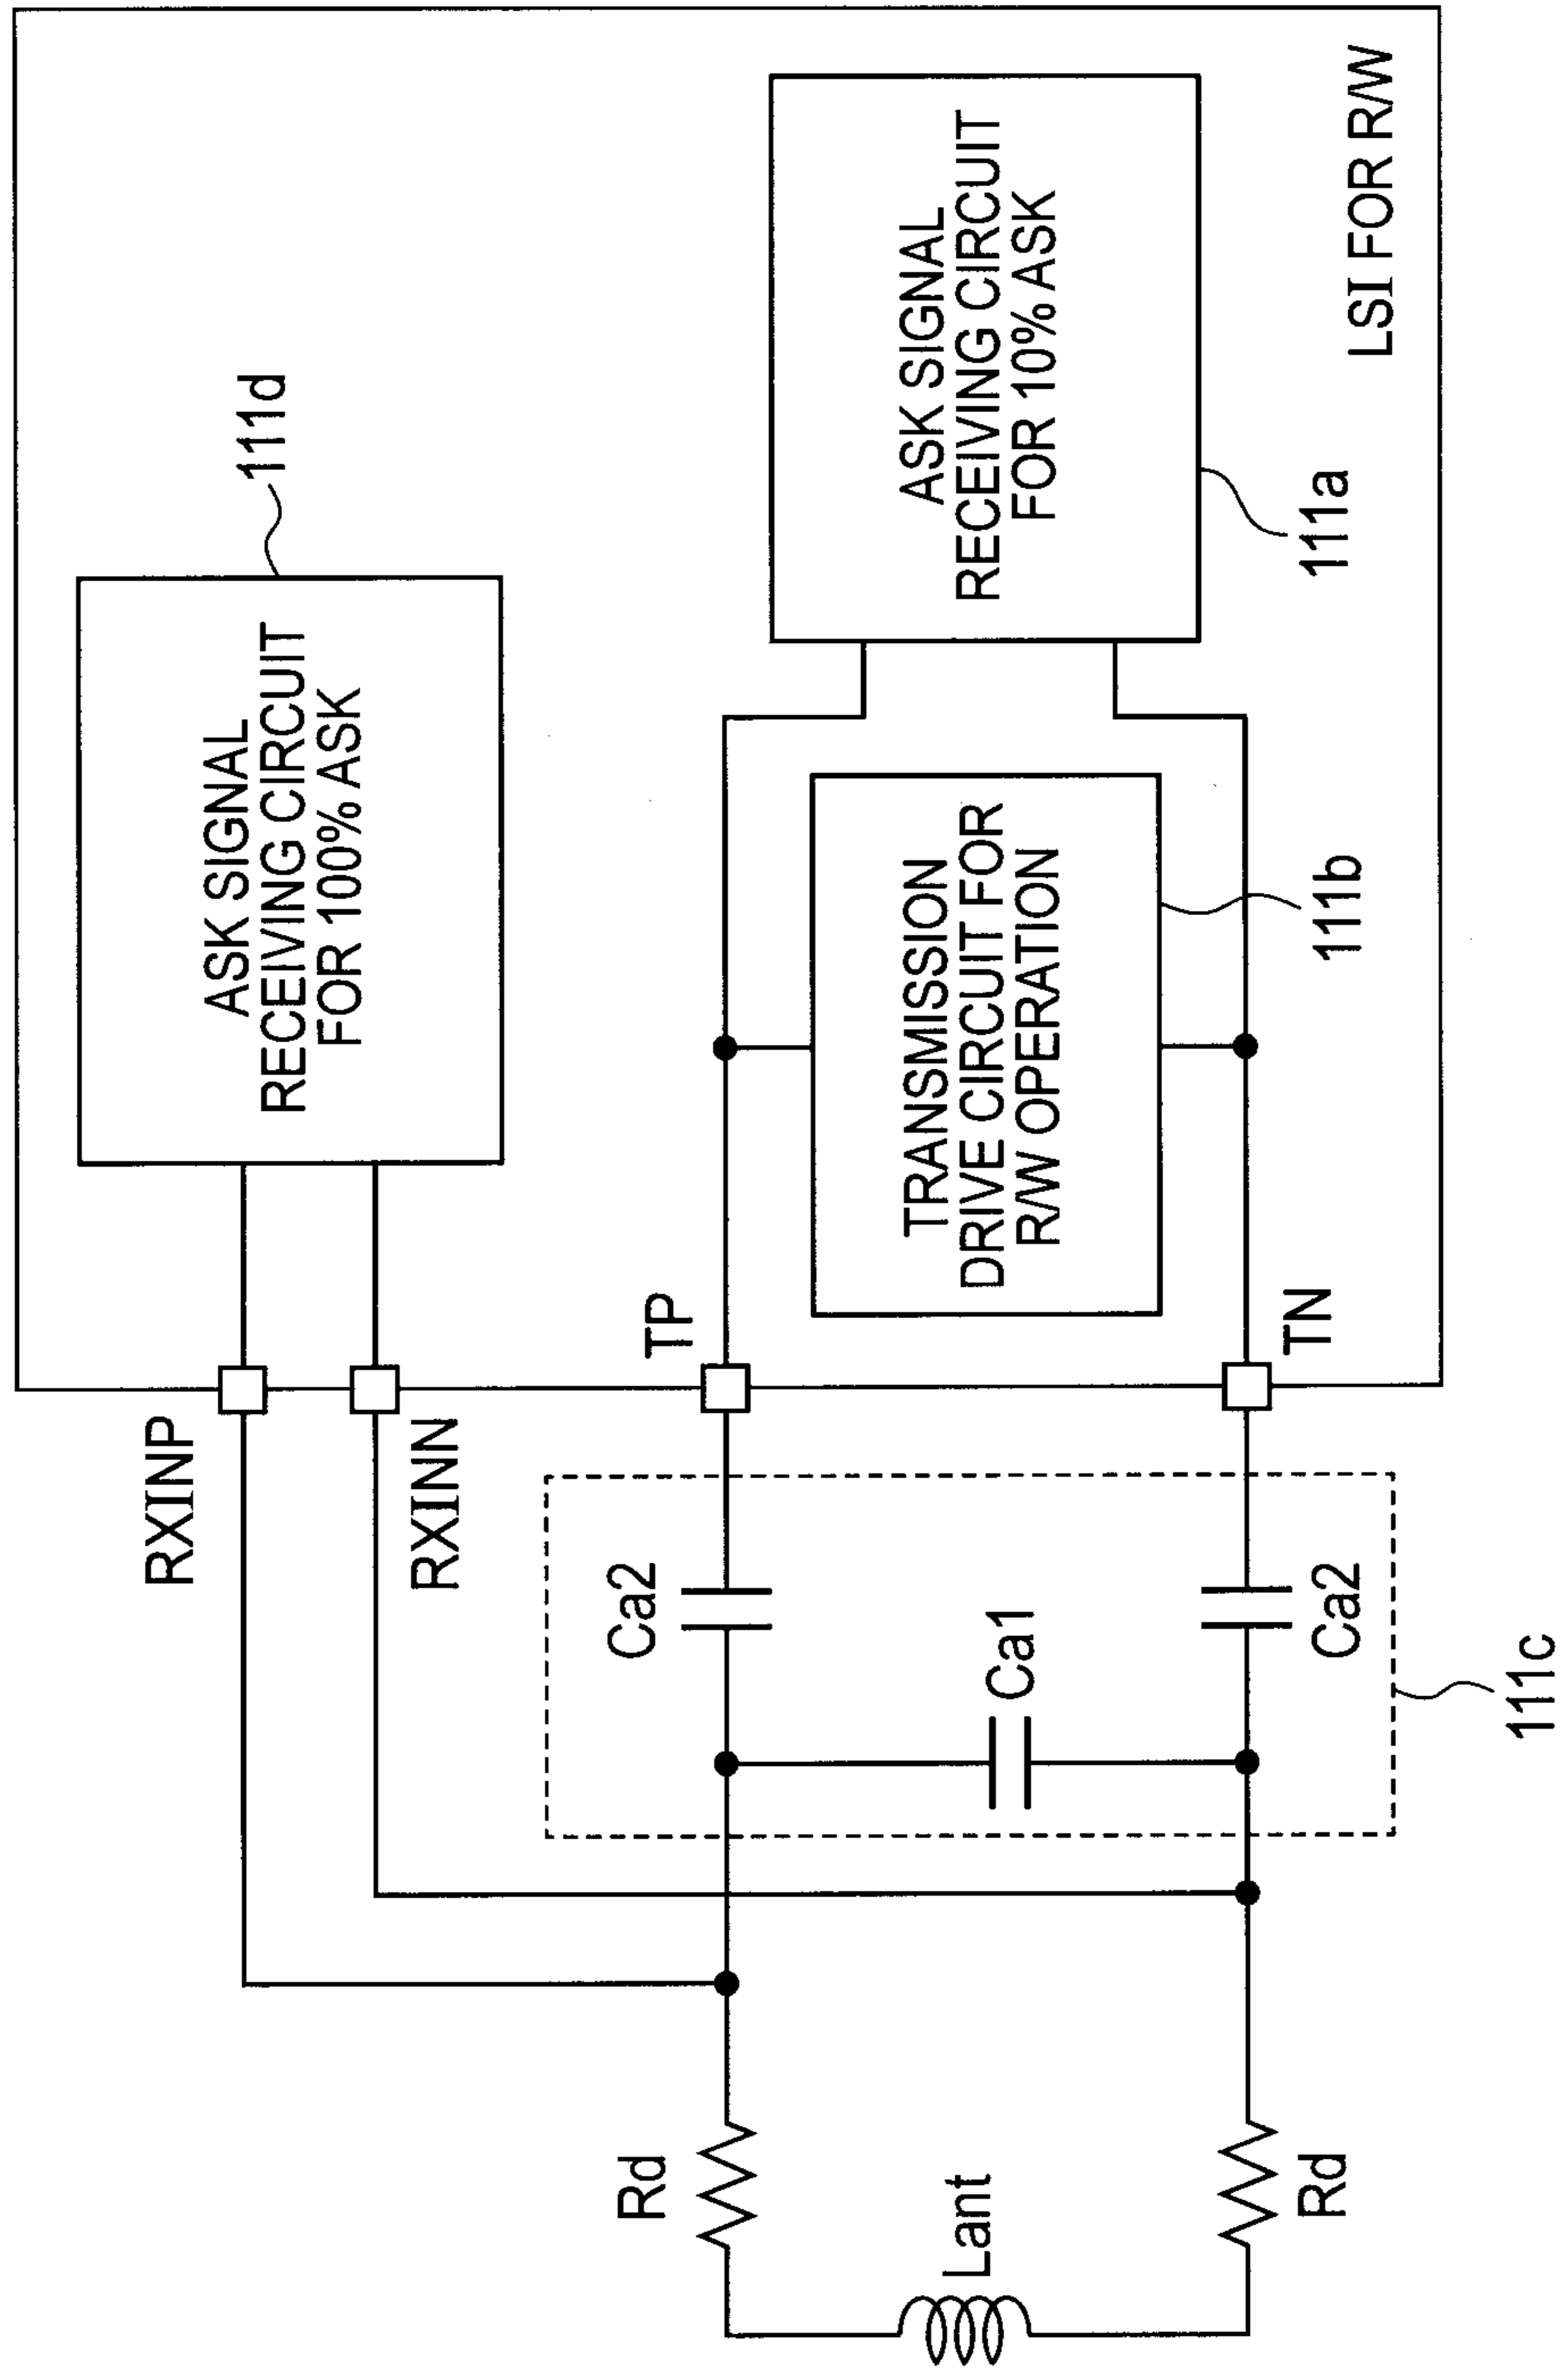 ASK SIGNAL
RECEIVING CIRCUIT
FOR 100% ASK
111d
RXINP
RXINN
TP
TN
TRANSMISSION
DRIVE CIRCUIT FOR
R/W OPERATION
111b
ASK SIGNAL
RECEIVING CIRCUIT
FOR 10% ASK
111a
LSI FOR R/W
Ca2
Ca1
Ca2
111c
Rd
Lant
Rd